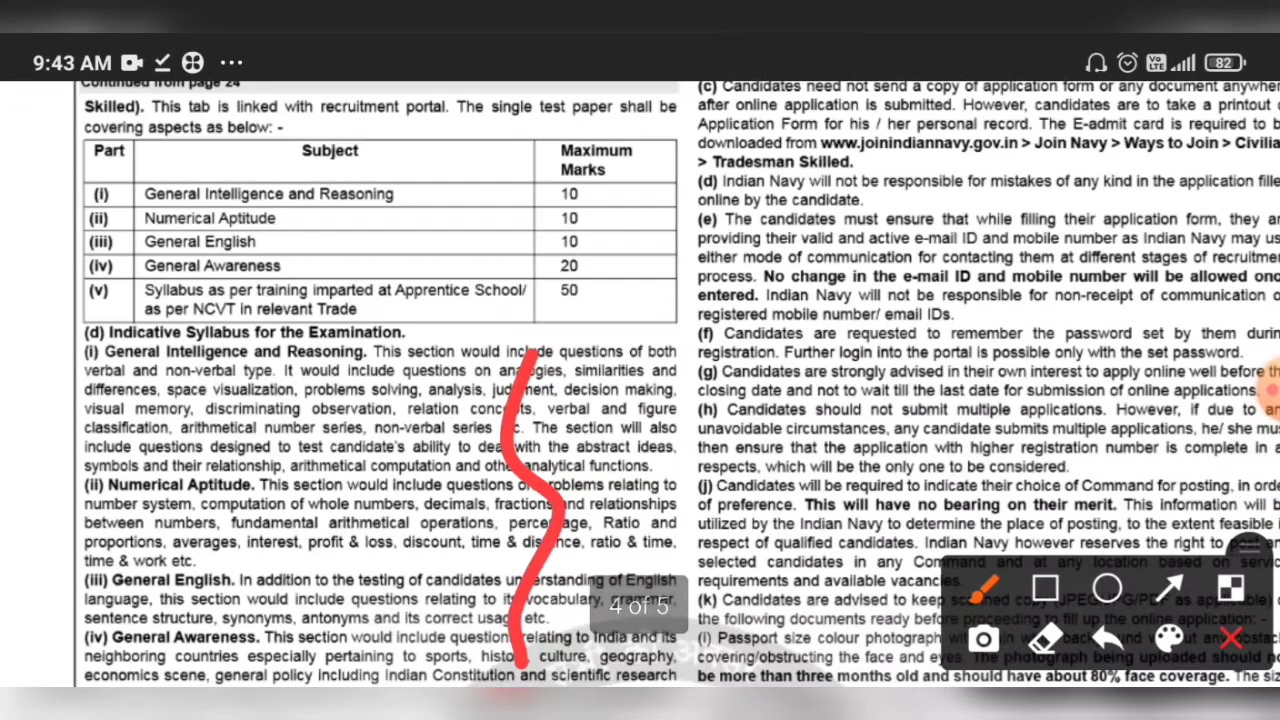 9:43 AM ...
Vo LTE 82
Continued from page 24
Skilled). This tab is linked with recruitment portal. The single test paper shall be
covering aspects as below: -
Part Subject Maximum
Marks
(i) General Intelligence and Reasoning 10
(ii) Numerical Aptitude 10
(iii) General English 10
(iv) General Awareness 20
(v) Syllabus as per training imparted at Apprentice School/ 50
as per NCVT in relevant Trade
(d) Indicative Syllabus for the Examination.
(i) General Intelligence and Reasoning. This section would include questions of both
verbal and non-verbal type. It would include questions on analogies, similarities and
differences, space visualization, problems solving, analysis, judgment, decision making,
visual memory, discriminating observation, relation concepts, verbal and figure
classification, arithmetical number series, non-verbal series etc. The section will also
include questions designed to test candidate's ability to deal with the abstract ideas,
symbols and their relationship, arithmetical computation and other analytical functions.
(ii) Numerical Aptitude. This section would include questions on problems relating to
number system, computation of whole numbers, decimals, fractions and relationships
between numbers, fundamental arithmetical operations, percentage, Ratio and
proportions, averages, interest, profit & loss, discount, time & distance, ratio & time,
time & work etc.
(iii) General English. In addition to the testing of candidates understanding of English
language, this section would include questions relating to its vocabulary, grammar,
sentence structure, synonyms, antonyms and its correct usage etc.
(iv) General Awareness. This section would include questions relating to India and its
neighboring countries especially pertaining to sports, history, culture, geography,
economics scene, general policy including Indian Constitution and scientific research
(c) Candidates need not send a copy of application form or any document anywher
after online application is submitted. However, candidates are to take a printout o
Application Form for his / her personal record. The E-admit card is required to b
downloaded from www.joinindiannavy.gov.in > Join Navy > Ways to Join > Civilia
> Tradesman Skilled.
(d) Indian Navy will not be responsible for mistakes of any kind in the application fille
online by the candidate.
(e) The candidates must ensure that while filling their application form, they ar
providing their valid and active e-mail ID and mobile number as Indian Navy may us
either mode of communication for contacting them at different stages of recruitmen
process. No change in the e-mail ID and mobile number will be allowed onc
entered. Indian Navy will not be responsible for non-receipt of communication o
registered mobile number/ email IDs.
(f) Candidates are requested to remember the password set by them durin
registration. Further login into the portal is possible only with the set password.
(g) Candidates are strongly advised in their own interest to apply online well before th
closing date and not to wait till the last date for submission of online applications.
(h) Candidates should not submit multiple applications. However, if due to an
unavoidable circumstances, any candidate submits multiple applications, he/ she mus
then ensure that the application with higher registration number is complete in a
respects, which will be the only one to be considered.
(j) Candidates will be required to indicate their choice of Command for posting, in orde
of preference. This will have no bearing on their merit. This information will b
utilized by the Indian Navy to determine the place of posting, to the extent feasible i
respect of qualified candidates. Indian Navy however reserves the right to post an
selected candidates in any Command and at any location based on servic
requirements and available vacancies.
(k) Candidates are advised to keep scanned copy (JPEG/JPG/PDF as applicable) o
the following documents ready before proceeding to fill up the online application: -
(i) Passport size colour photograph
covering/obstructing the face and eyes. The photograph being uploaded should no
be more than three months old and should have about 80% face coverage. The siz
4 of 5